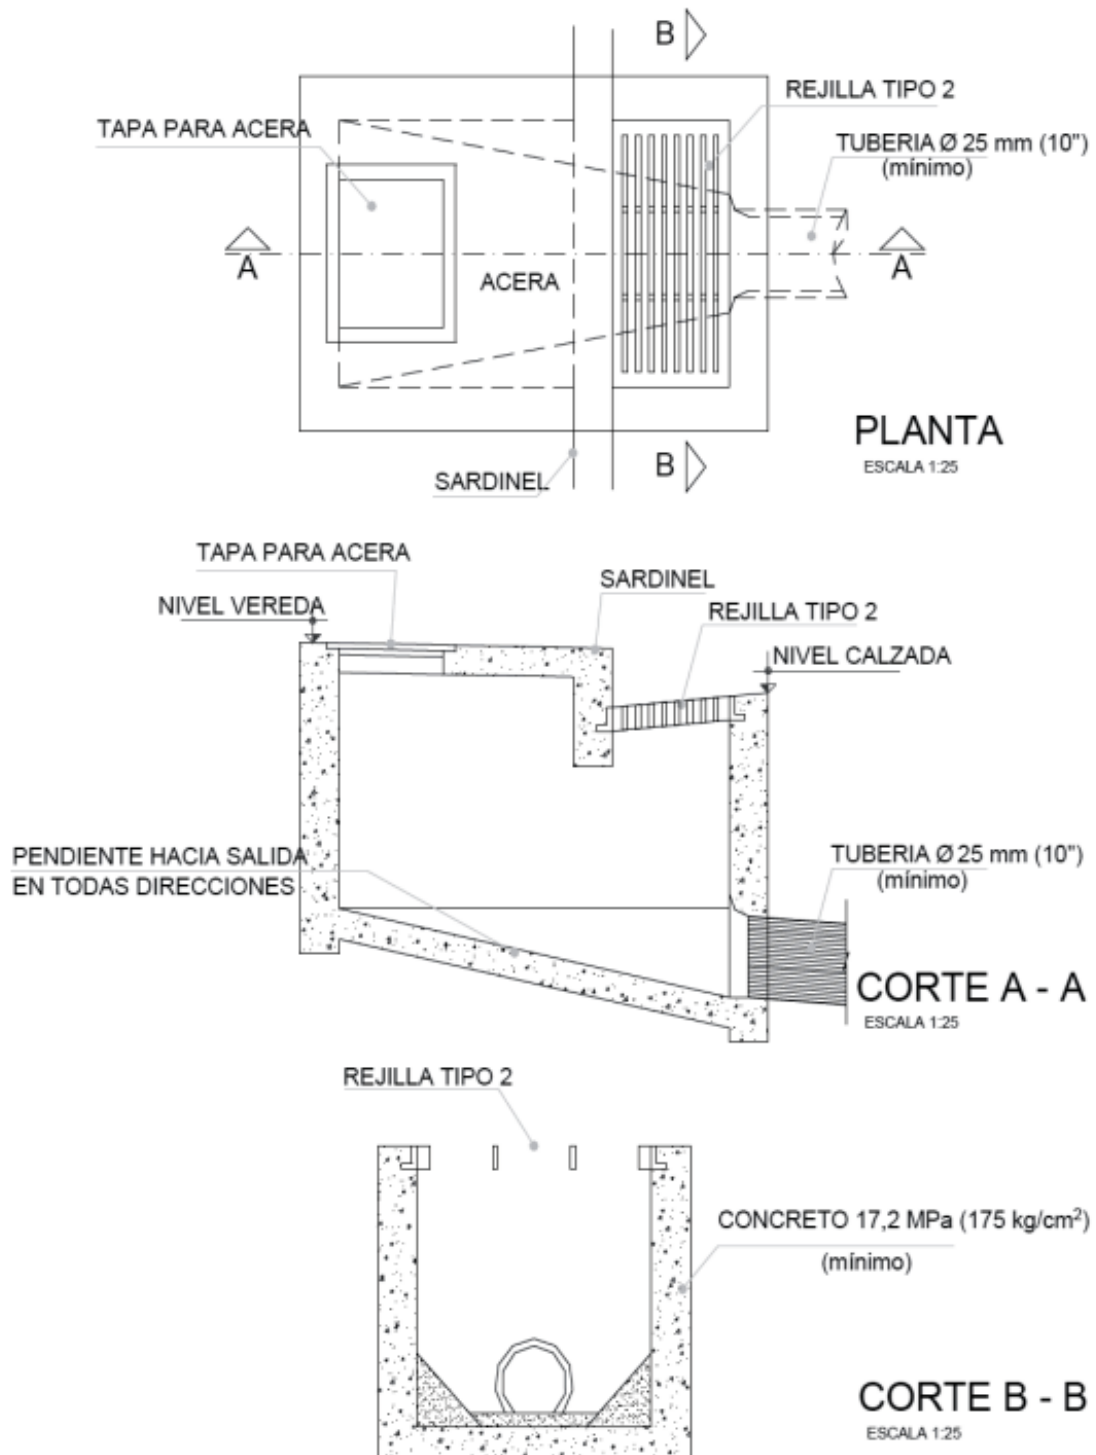 B
REJILLA TIPO 2
TAPA PARA ACERA
TUBERIA Ø 25 mm (10")
(mínimo)
A
ACERA
A
PLANTA
ESCALA 1:25
B
SARDINEL
TAPA PARA ACERA
SARDINEL
NIVEL VEREDA
REJILLA TIPO 2
NIVEL CALZADA
PENDIENTE HACIA SALIDA
EN TODAS DIRECCIONES
TUBERIA Ø 25 mm (10")
(mínimo)
CORTE A - A
ESCALA 1:25
REJILLA TIPO 2
CONCRETO 17,2 MPa (175 kg/cm²)
(mínimo)
CORTE B - B
ESCALA 1:25